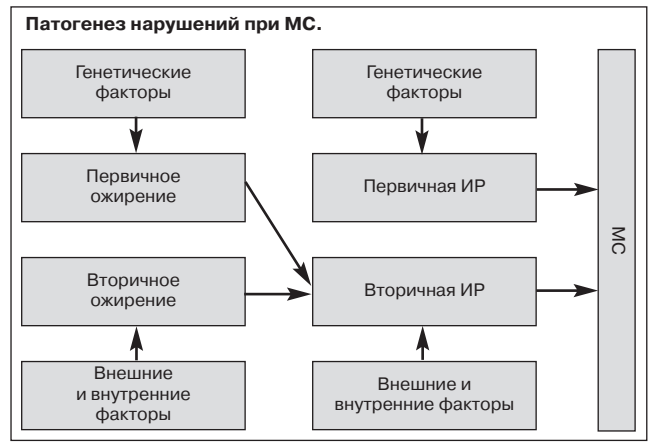 Патогенез нарушений при МС.
Генетические
факторы
Генетические
факторы
Первичное
ожирение
Первичная ИР
Вторичное
ожирение
Вторичная ИР
Внешние
и внутренние
факторы
Внешние и
внутренние факторы
МС